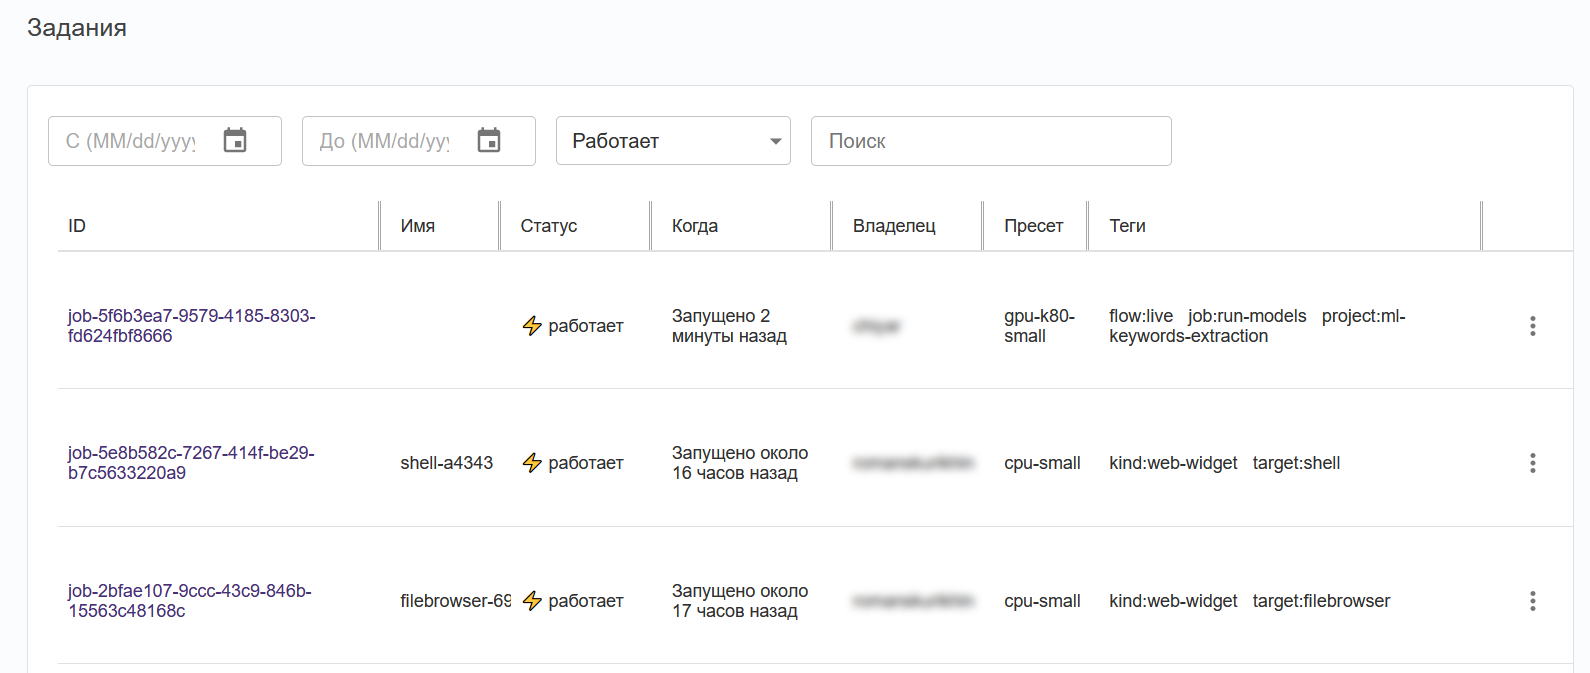 Задания
С (MM/dd/yyyy
До (MM/dd/yyy
Работает
Поиск
ID
Имя
Статус
Когда
Владелец
Пресет
Теги
job-5f6b3ea7-9579-4185-8303-
fd624fbf8666
работает
Запущено 2
минуты назад
gpu-k80-
small
flow:live job:run-models project:ml-
keywords-extraction
job-5e8b582c-7267-414f-be29-
b7c5633220a9
shell-a4343
работает
Запущено около
16 часов назад
cpu-small
kind:web-widget target:shell
job-2bfae107-9ccc-43c9-846b-
15563c48168c
filebrowser-69
работает
Запущено около
17 часов назад
cpu-small
kind:web-widget target:filebrowser